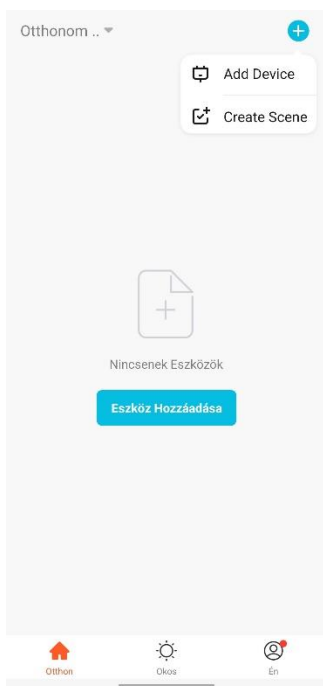 Otthonom ..
Add Device
Create Scene
Nincsenek Eszközök
Eszköz Hozzáadása
Otthon
Okos
Én